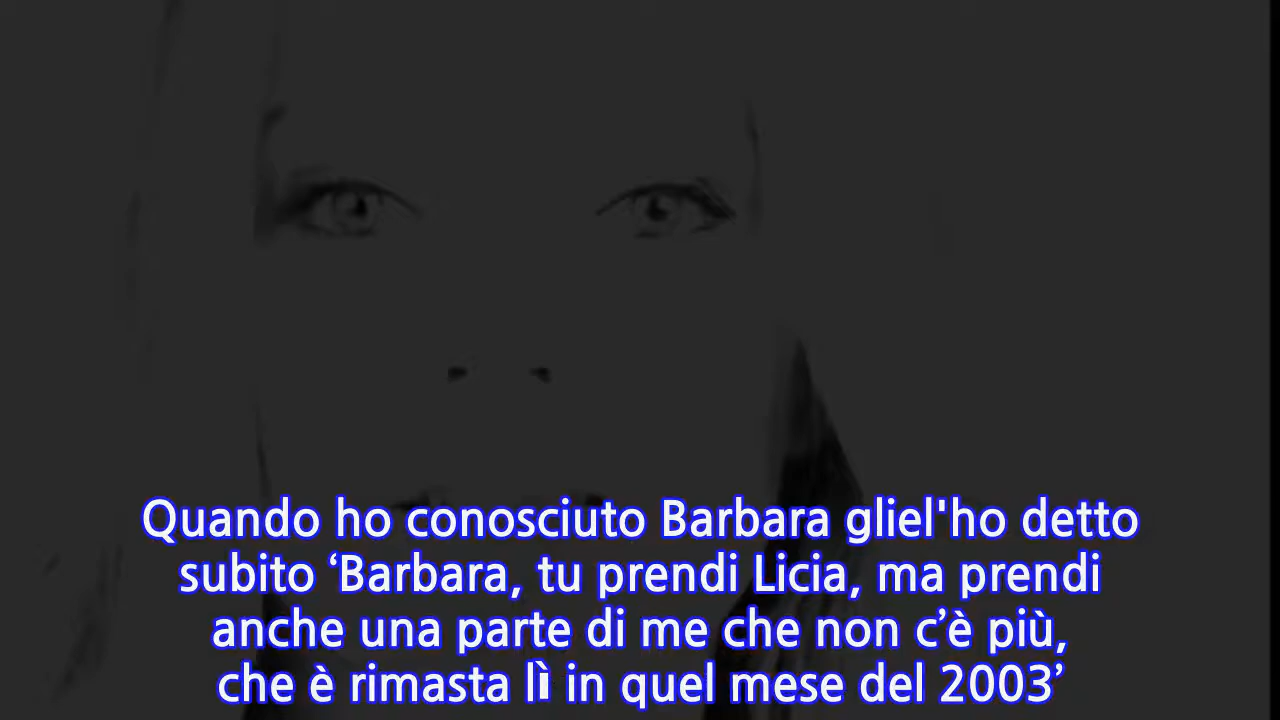 Quando ho conosciuto Barbara gliel'ho detto
subito ‘Barbara, tu prendi Licia, ma prendi
anche una parte di me che non c’è più,
che è rimasta lì in quel mese del 2003’